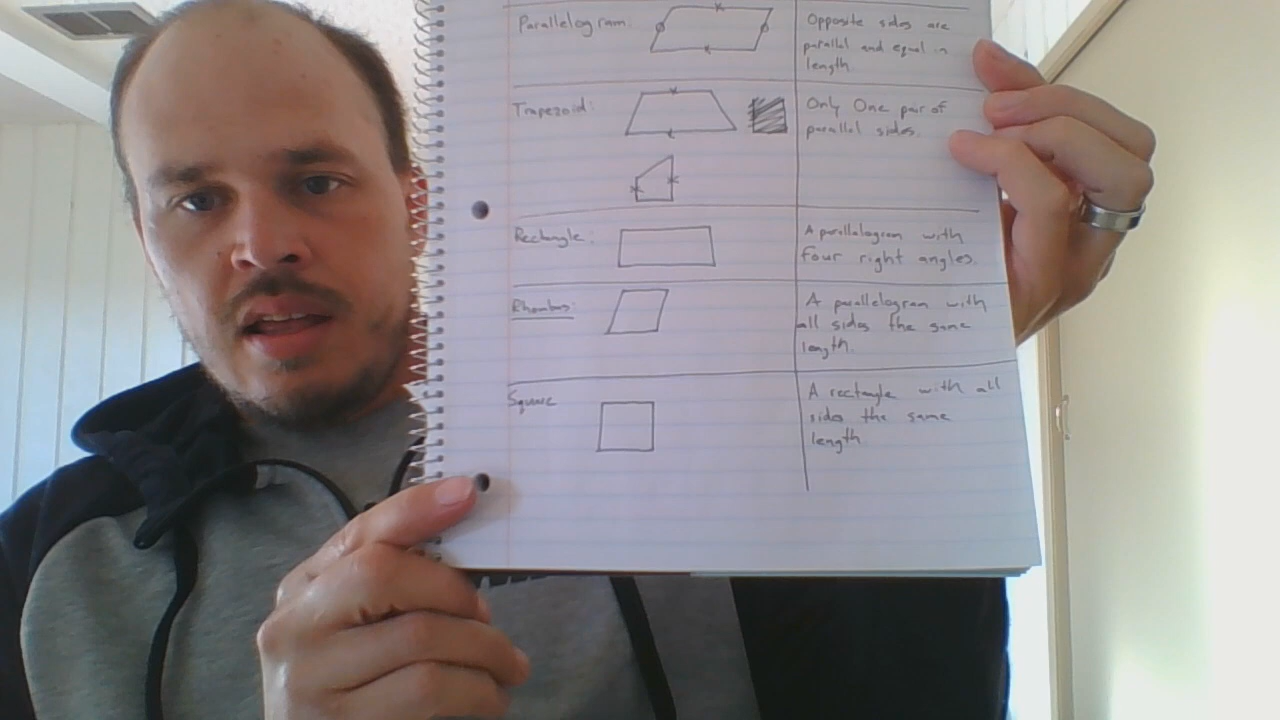 Parallelogram:
Opposite sides are
parallel and equal in
length.
Trapezoid:
Only One pair of
parallel sides.
Rectangle:
A parallelogram with
four right angles.
Rhombus:
A parallelogram with
all sides the same
length.
Square
A rectangle with all
sides the same
length